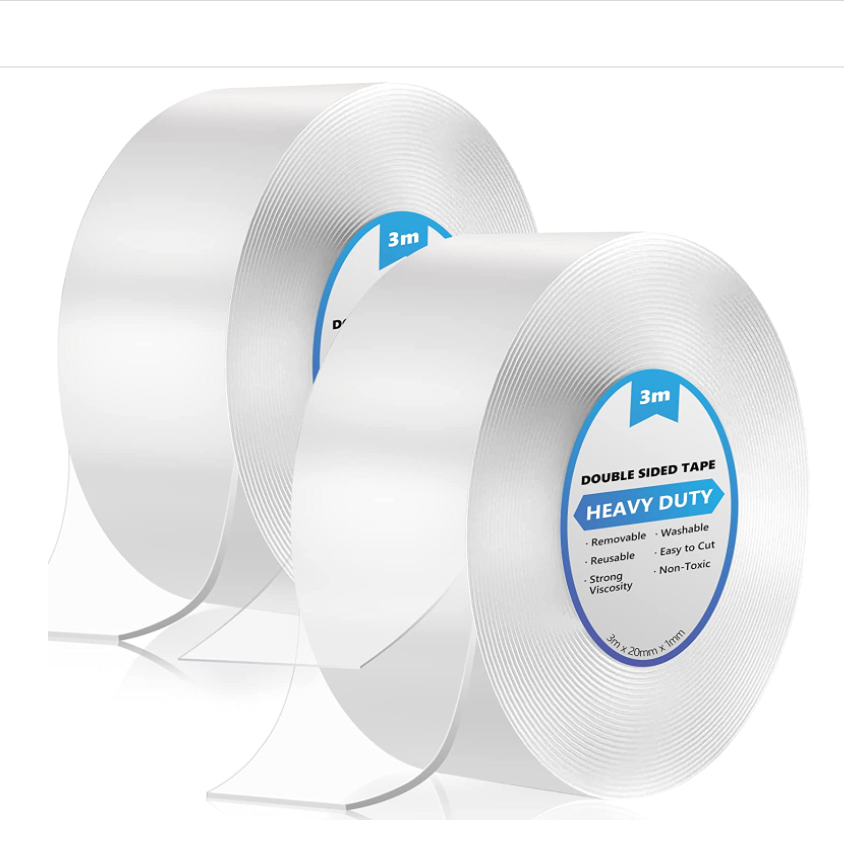 3m
3m
DOUBLE SIDED TAPE
HEAVY DUTY
· Removable
· Reusable
· Strong
Viscosity
· Washable
· Easy to Cut
· Non-Toxic
3m x 20mm x 1mm